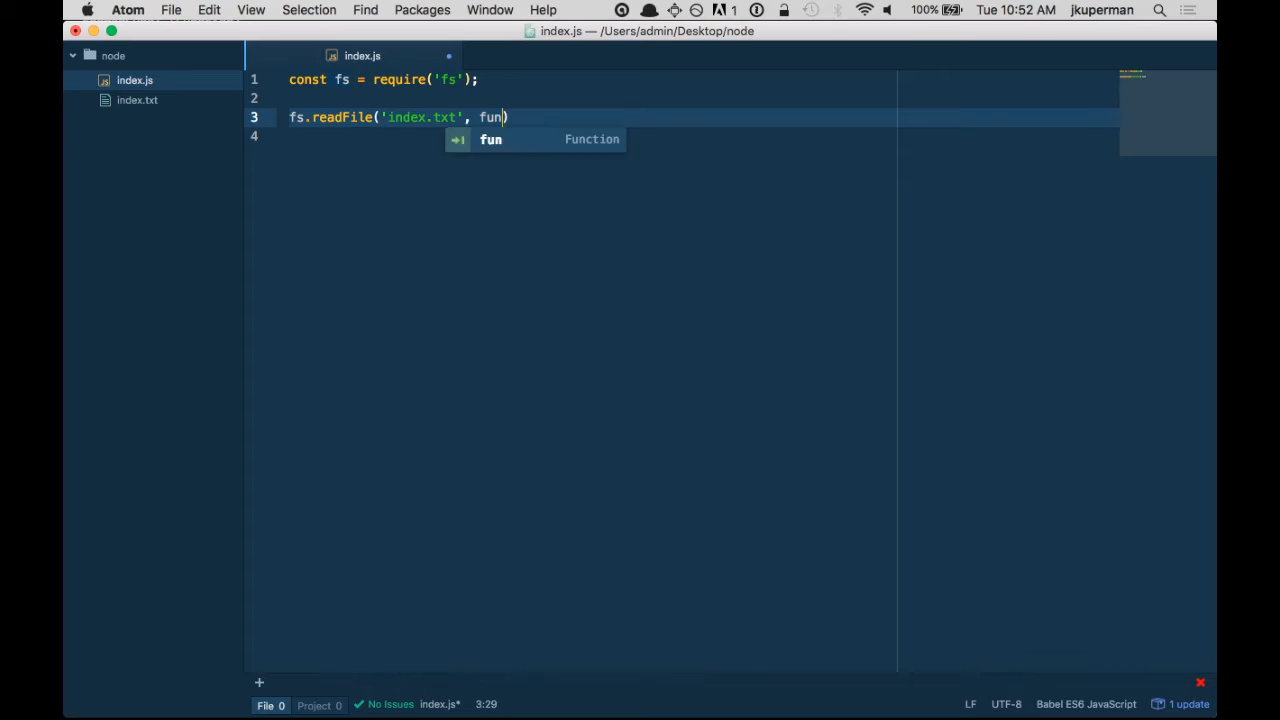 Atom File Edit View Selection Find Packages Window Help 1 100% Tue 10:52 AM jkuperman
index.js — /Users/admin/Desktop/node
node
index.js
index.txt
index.js
1 const fs = require('fs');
2
3 fs.readFile('index.txt', fun)
fun Function
4
+
File 0 Project 0 No Issues index.js* 3:29 LF UTF-8 Babel ES6 JavaScript 1 update